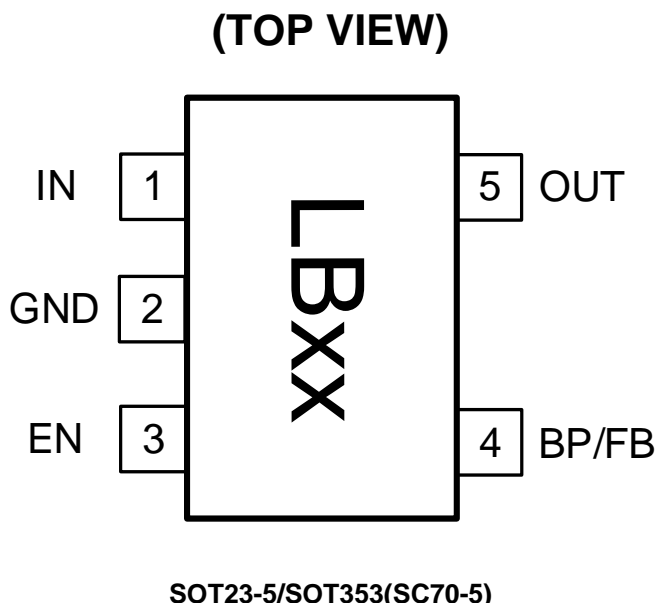 (TOP VIEW)
IN 1
5 OUT
LBxx
GND 2
EN 3
4 BP/FB
SOT23-5/SOT353(SC70-5)